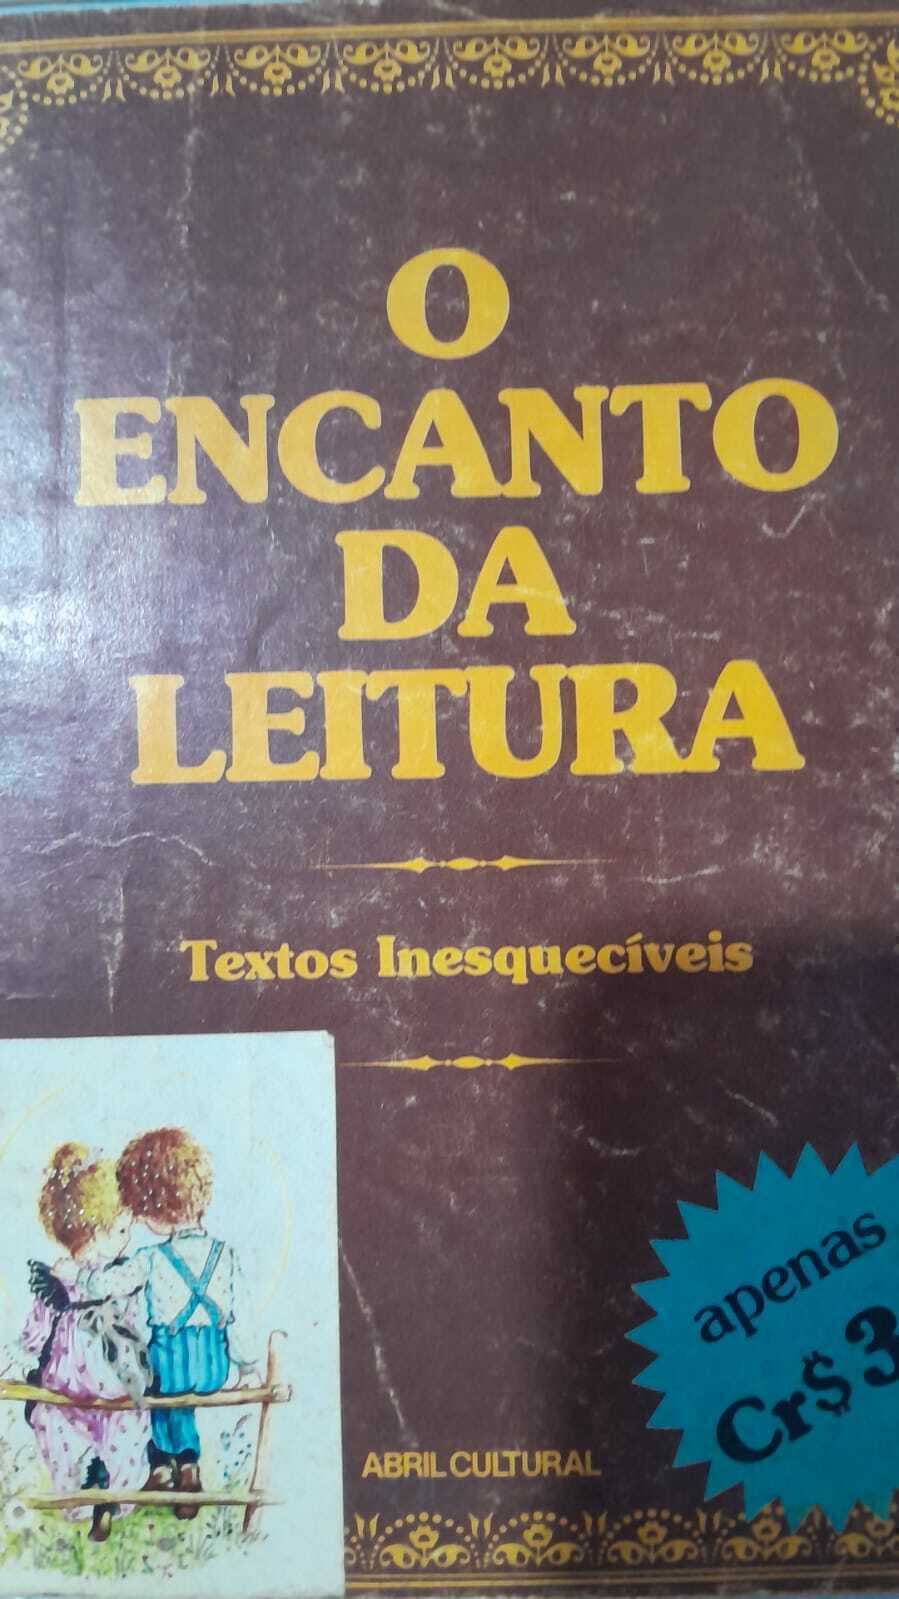 O
ENCANTO
DA
LEITURA
Textos Inesquecíveis
apenas
Cr$ 3
ABRIL CULTURAL